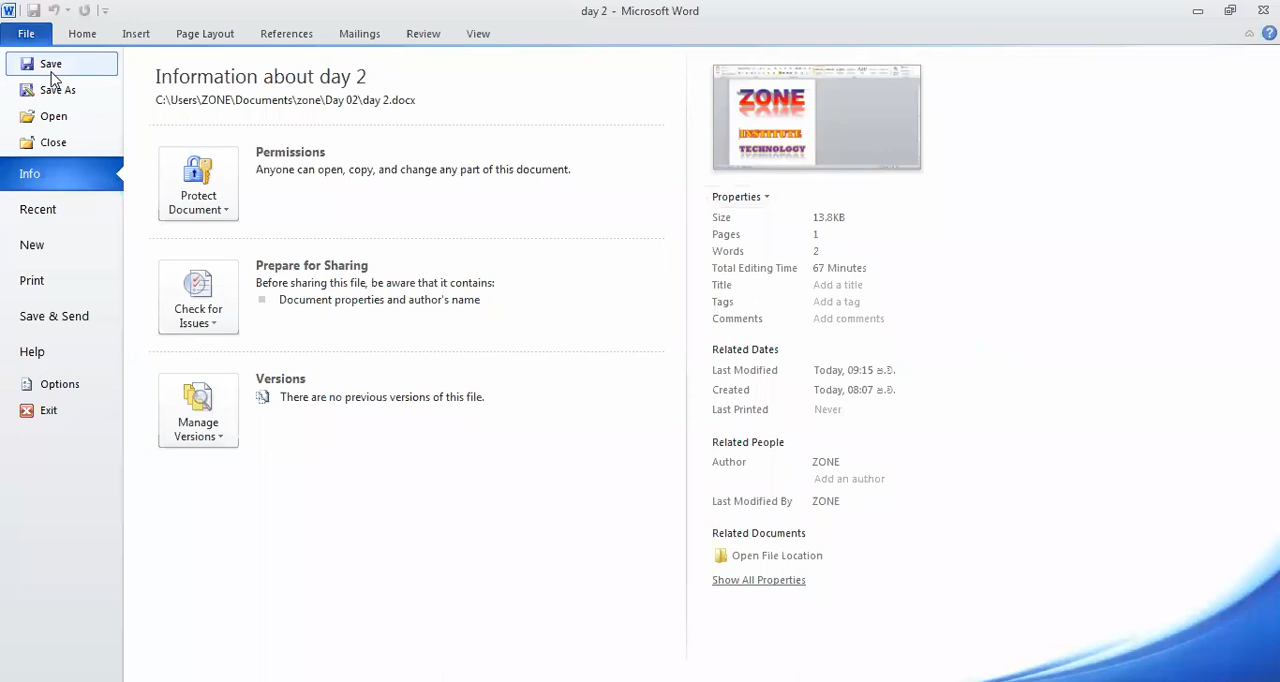 day 2 - Microsoft Word
File Home Insert Page Layout References Mailings Review View
Save
Save As
Open
Close
Info
Recent
New
Print
Save & Send
Help
Options
Exit
Information about day 2
C:\Users\ZONE\Documents\zone\Day 02\day 2.docx
Protect Document
Permissions
Anyone can open, copy, and change any part of this document.
Check for Issues
Prepare for Sharing
Before sharing this file, be aware that it contains:
Document properties and author's name
Manage Versions
Versions
There are no previous versions of this file.
ZONE
INSTITUTE
TECHNOLOGY
Properties
Size 13.8KB
Pages 1
Words 2
Total Editing Time 67 Minutes
Title Add a title
Tags Add a tag
Comments Add comments
Related Dates
Last Modified Today, 09:15
Created Today, 08:07
Last Printed Never
Related People
Author ZONE
Add an author
Last Modified By ZONE
Related Documents
Open File Location
Show All Properties